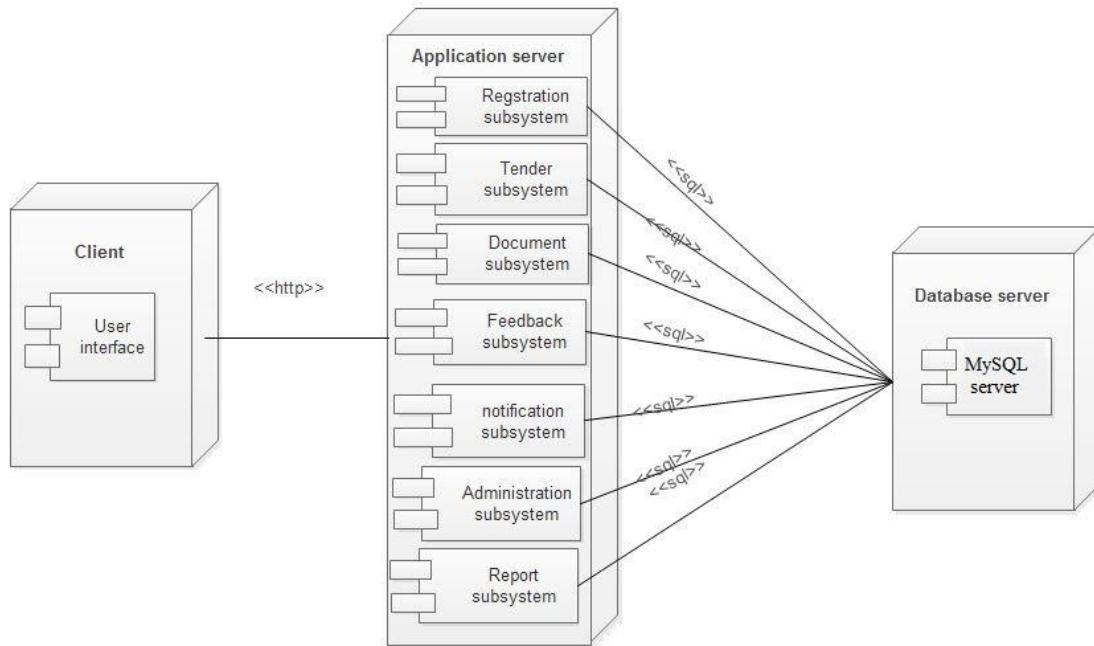 Client
User
interface
<<http>>
Application server
Regstration
subsystem
Tender
subsystem
Document
subsystem
Feedback
subsystem
notification
subsystem
Administration
subsystem
Report
subsystem
<<sql>>
<<sql>>
<<sql>>
<<sql>>
<<sql>>
<<sql>>
<<sql>>
Database server
MySQL
server